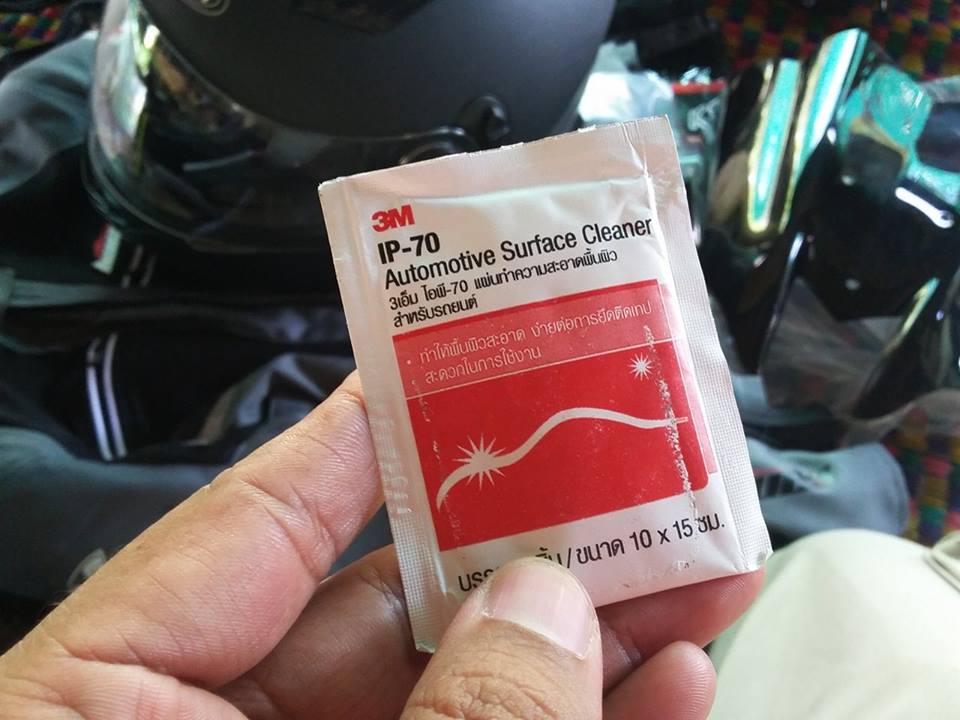 3M
IP-70
Automotive Surface Cleaner
3เอ็ม ไอพี-70 แผ่นทำความสะอาดพื้นผิว
สำหรับรถยนต์
• ทำให้พื้นผิวสะอาด ง่ายต่อการยึดติดเทป
สะดวกในการใช้งาน
/ขนาด 10 x 15 ซม.